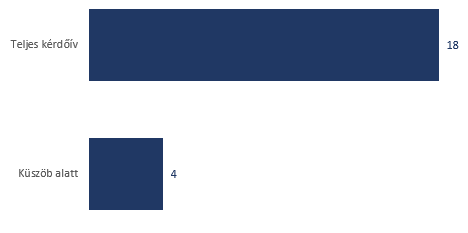 Teljes kérdőív
18
Küszöb alatt
4